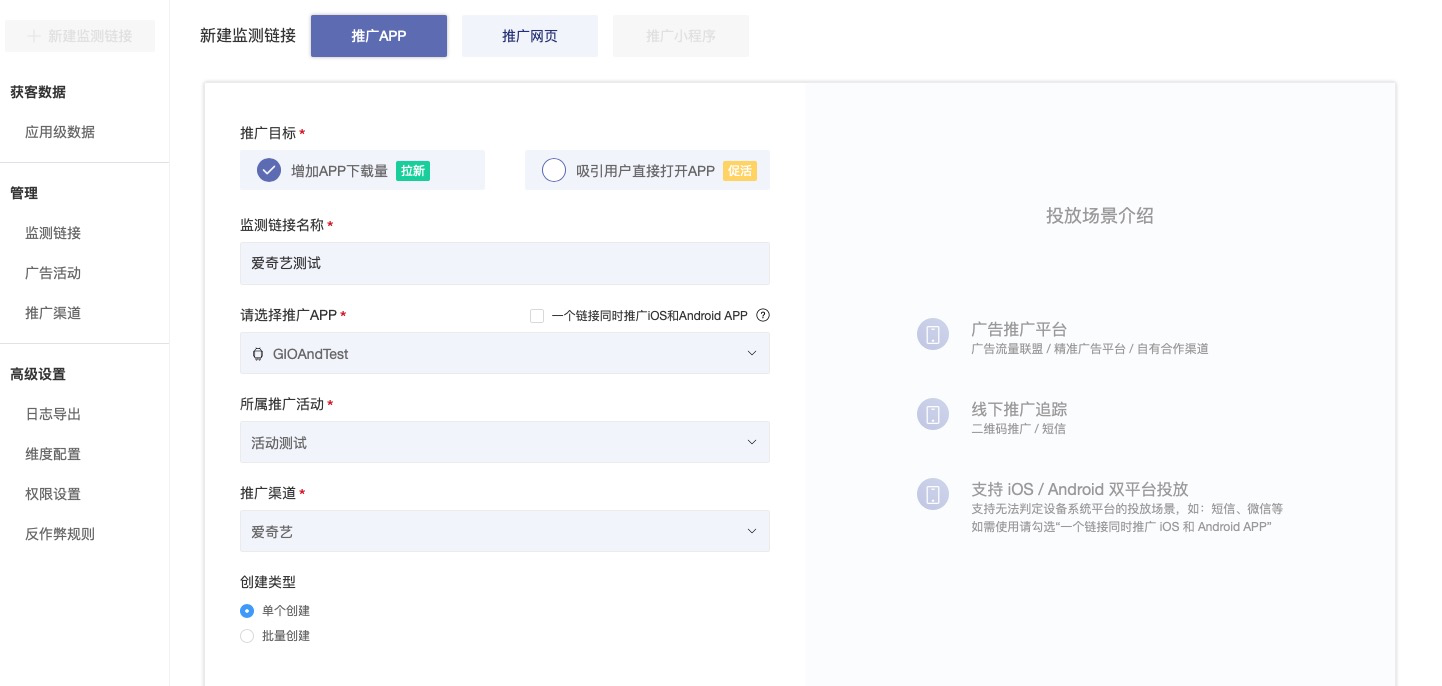 新建监测链接
获客数据
应用级数据
管理
监测链接
广告活动
推广渠道
高级设置
日志导出
维度配置
权限设置
反作弊规则
新建监测链接 推广APP 推广网页 推广小程序
推广目标*
增加APP下载量 拉新 吸引用户直接打开APP 促活
监测链接名称*
爱奇艺测试
请选择推广APP* 一个链接同时推广iOS和Android APP ?
GIOAndTest
所属推广活动*
活动测试
推广渠道*
爱奇艺
创建类型
单个创建
批量创建
投放场景介绍
广告推广平台
广告流量联盟 / 精准广告平台 / 自有合作渠道
线下推广追踪
二维码推广 / 短信
支持 iOS / Android 双平台投放
支持无法判定设备系统平台的投放场景，如：短信、微信等
如需使用请勾选“一个链接同时推广 iOS 和 Android APP”